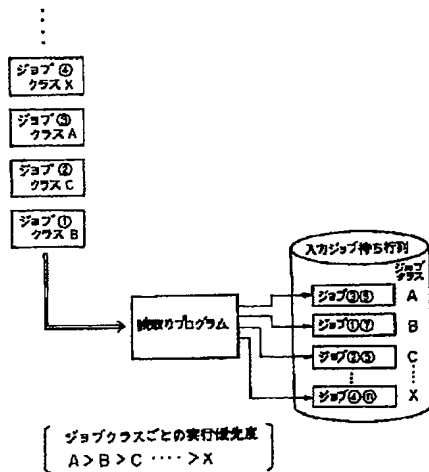 ジョブ④
クラスX
ジョブ③
クラスA
ジョブ②
クラスC
ジョブ①
クラスB
入力ジョブ待ち行列
ジョブ
クラス
読取りプログラム
ジョブ③
A
ジョブ①⑦
B
ジョブ②
C
ジョブ④
X
ジョブクラスごとの実行優先度
A > B > C ‥‥ > X